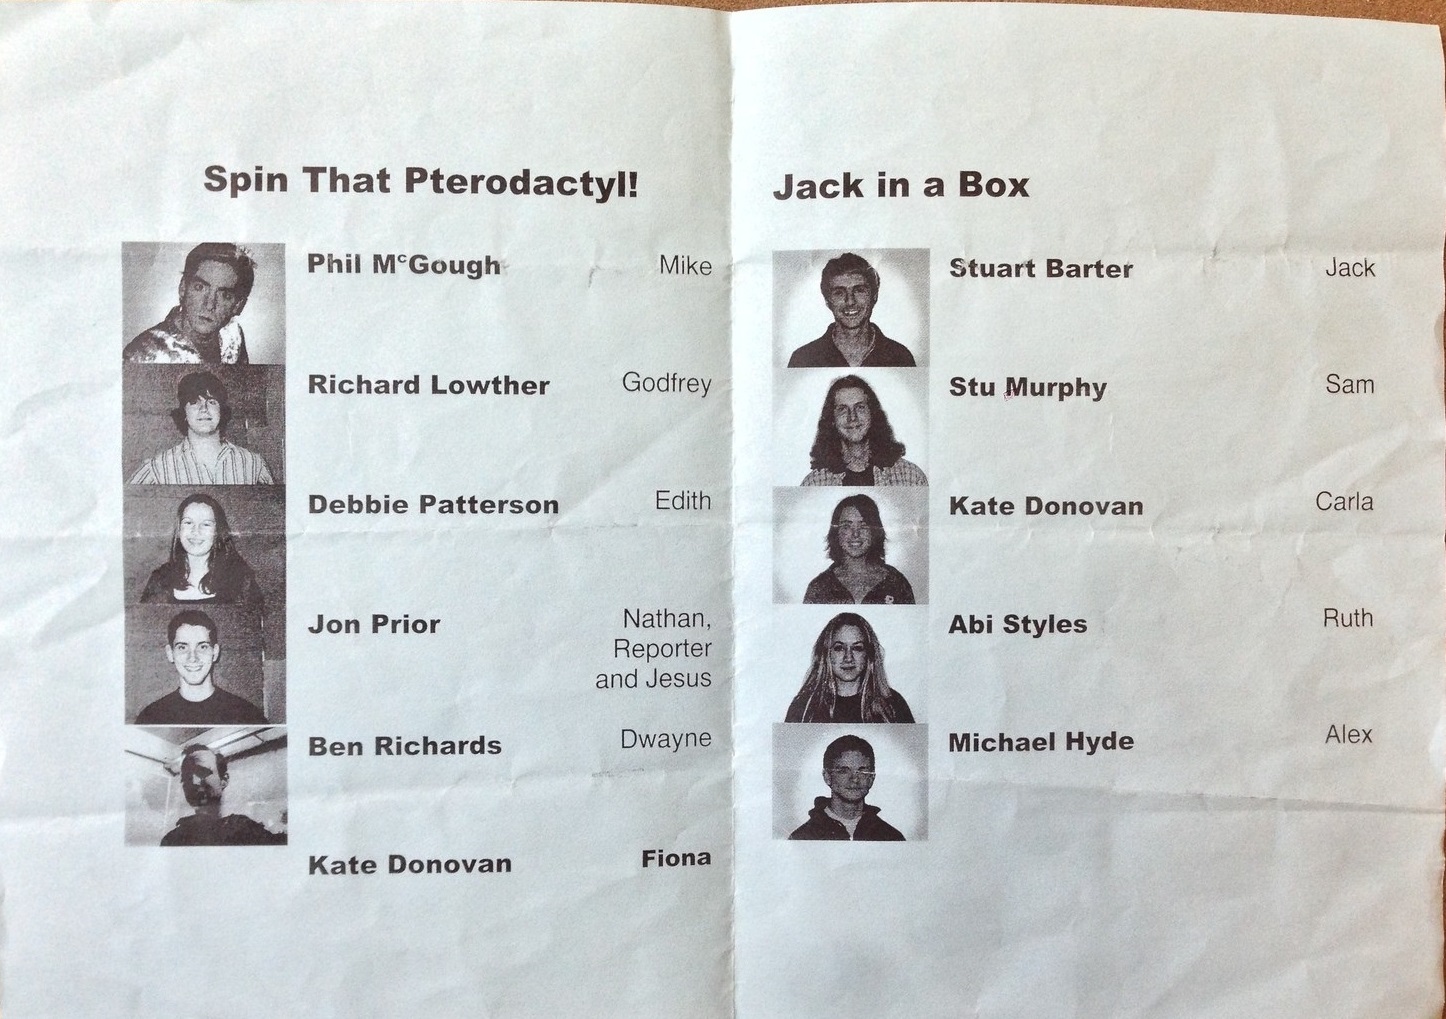 Spin That Pterodactyl!
Phil McGough Mike
Richard Lowther Godfrey
Debbie Patterson Edith
Jon Prior Nathan,
Reporter
and Jesus
Ben Richards Dwayne
Kate Donovan Fiona
Jack in a Box
Stuart Barter Jack
Stu Murphy Sam
Kate Donovan Carla
Abi Styles Ruth
Michael Hyde Alex